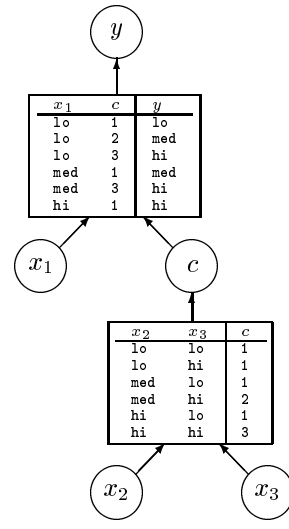 y
x1 c y
lo 1 lo
lo 2 med
lo 3 hi
med 1 med
med 3 hi
hi 1 hi
x1 c
x2 x3 c
lo lo 1
lo hi 1
med lo 1
med hi 2
hi lo 1
hi hi 3
x2 x3